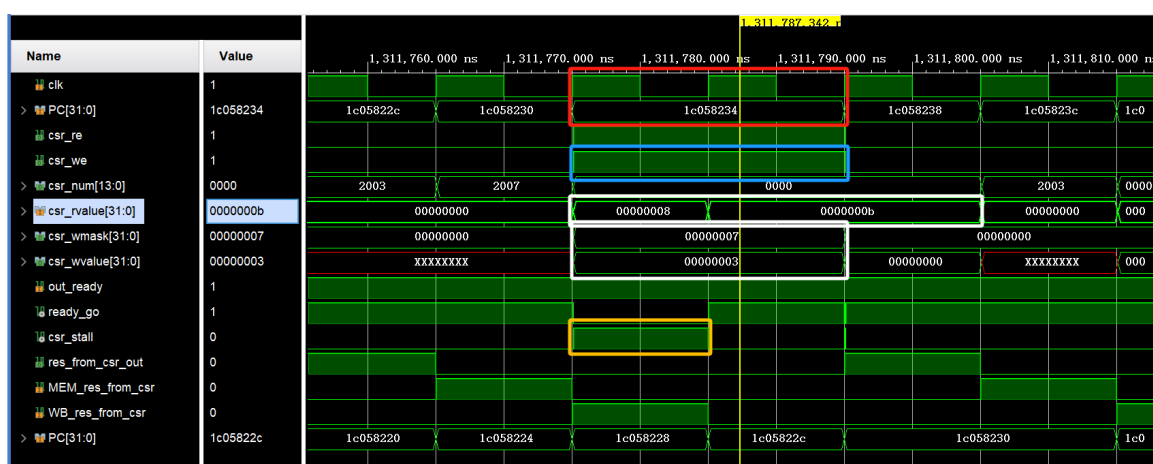 1,311,787.342 n
Name Value
1,311,760.000 ns 1,311,770.000 ns 1,311,780.000 ns 1,311,790.000 ns 1,311,800.000 ns 1,311,810.000 n
clk 1
PC[31:0] 1c058234 1c05822c 1c058230 1c058234 1c058238 1c05823c 1c0
csr_re 1
csr_we 1
csr_num[13:0] 0000 2003 2007 0000 2003 0000
csr_rvalue[31:0] 0000000b 00000000 00000008 0000000b 00000000 000
csr_wmask[31:0] 00000007 00000000 00000007 00000000
csr_wvalue[31:0] 00000003 XXXXXXXX 00000003 00000000 XXXXXXXX 000
out_ready 1
ready_go 1
csr_stall 0
res_from_csr_out 0
MEM_res_from_csr 0
WB_res_from_csr 0
PC[31:0] 1c05822c 1c058220 1c058224 1c058228 1c05822c 1c058230 1c0